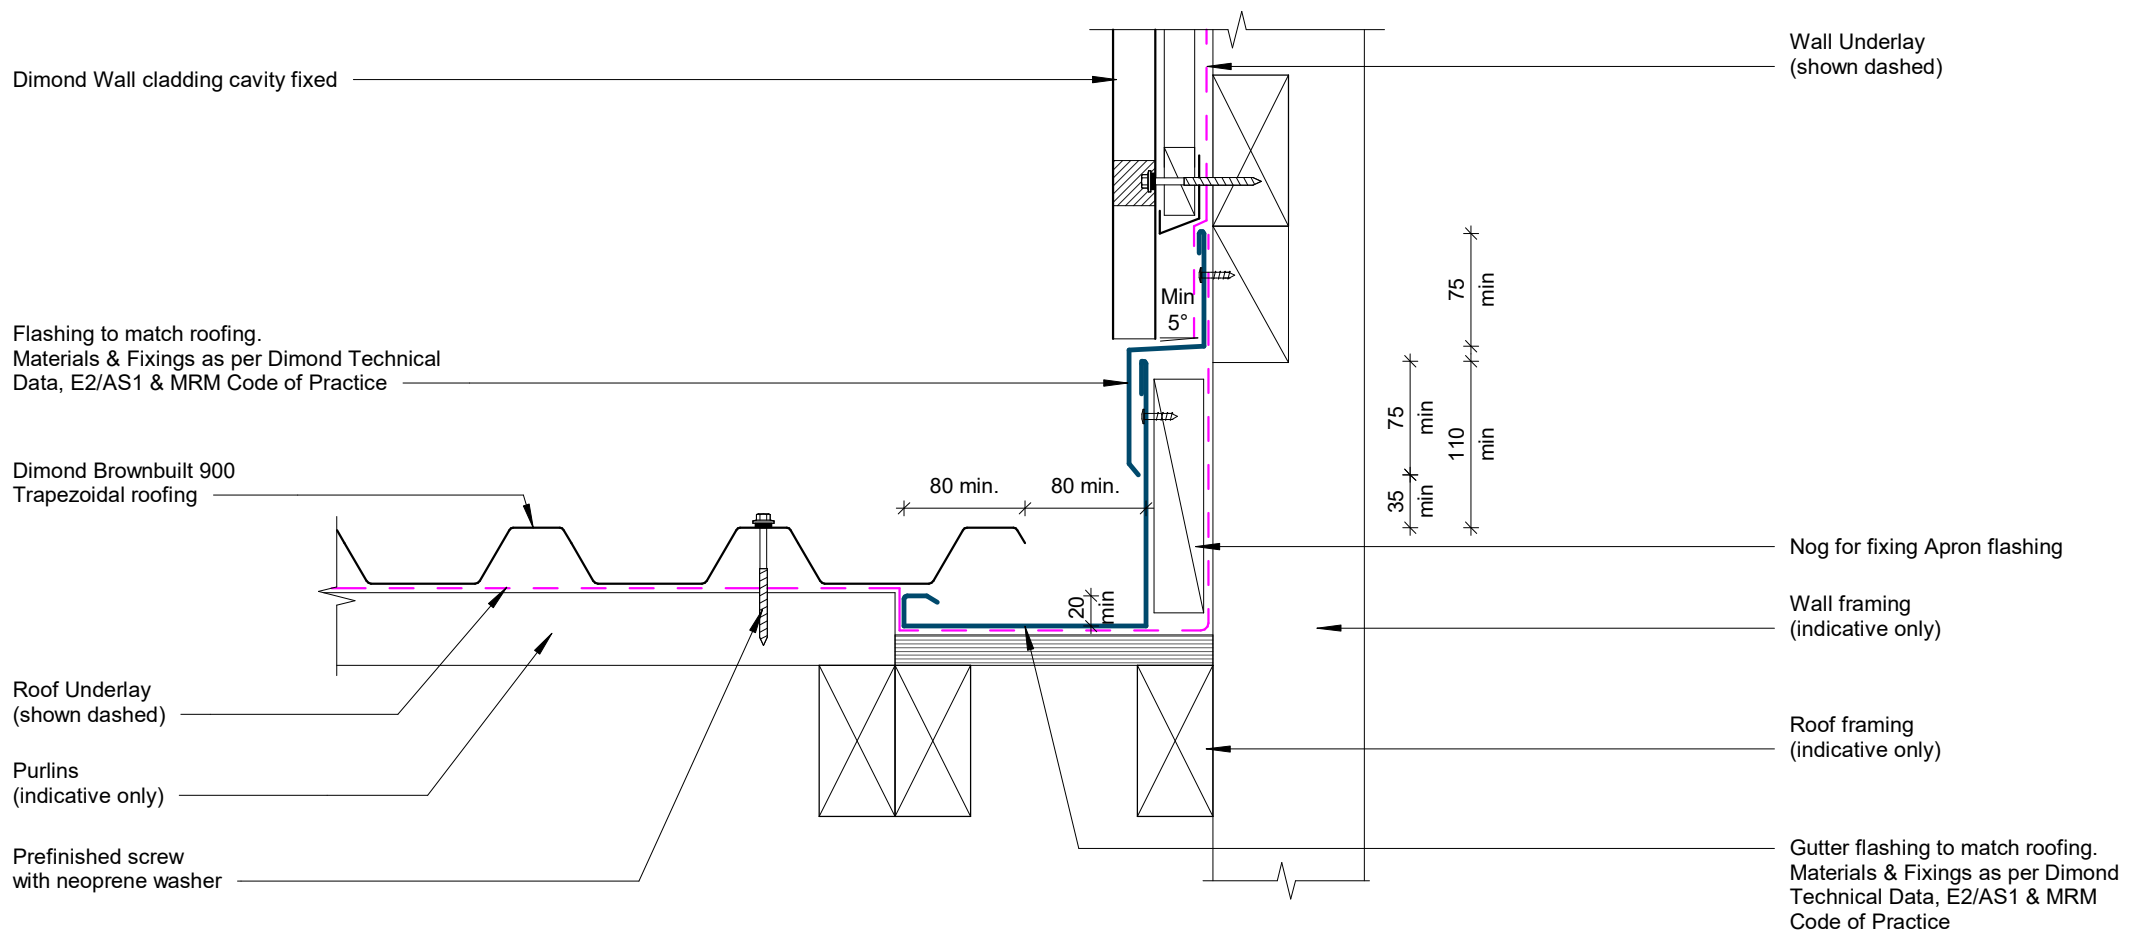 Dimond Wall cladding cavity fixed
Flashing to match roofing.
Materials & Fixings as per Dimond Technical
Data, E2/AS1 & MRM Code of Practice
Dimond Brownbuilt 900
Trapezoidal roofing
Roof Underlay
(shown dashed)
Purlins
(indicative only)
Prefinished screw
with neoprene washer
Min
5°
80 min.
80 min.
20
min
75
min
75
min
110
min
35
min
Wall Underlay
(shown dashed)
Nog for fixing Apron flashing
Wall framing
(indicative only)
Roof framing
(indicative only)
Gutter flashing to match roofing.
Materials & Fixings as per Dimond
Technical Data, E2/AS1 & MRM
Code of Practice